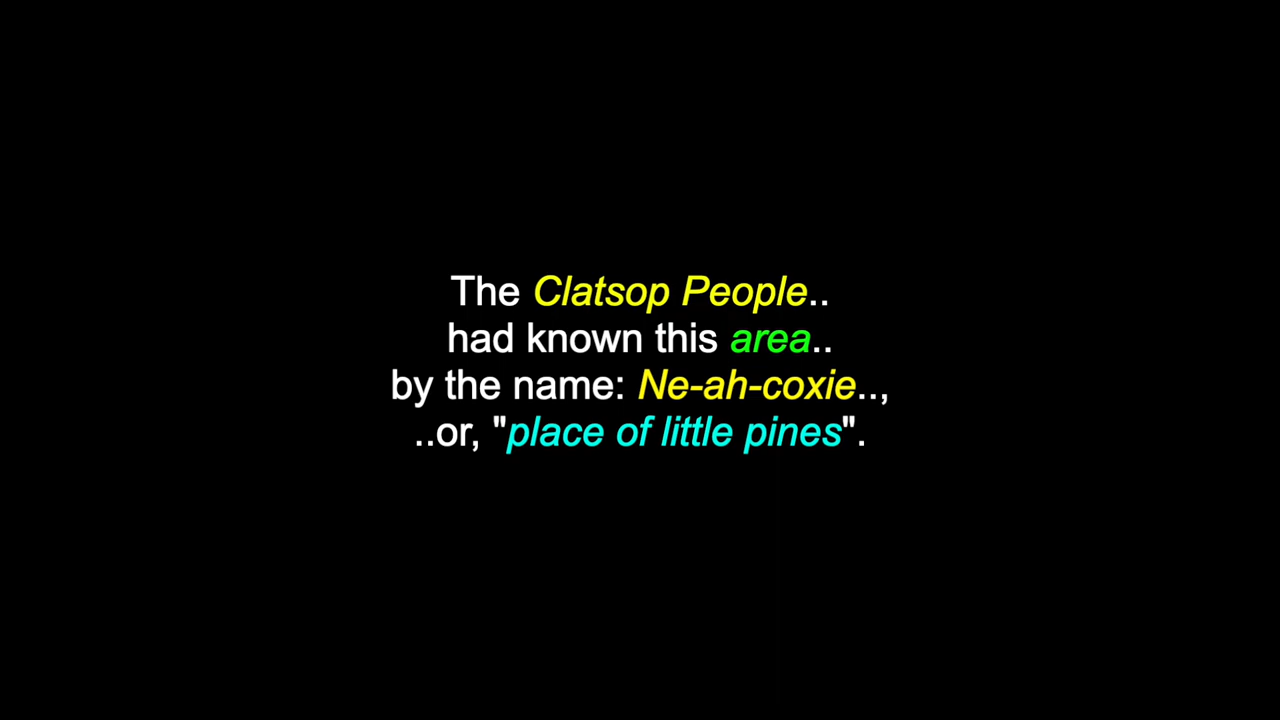 The Clatsop People..
had known this area..
by the name: Ne-ah-coxie..,
..or, "place of little pines".